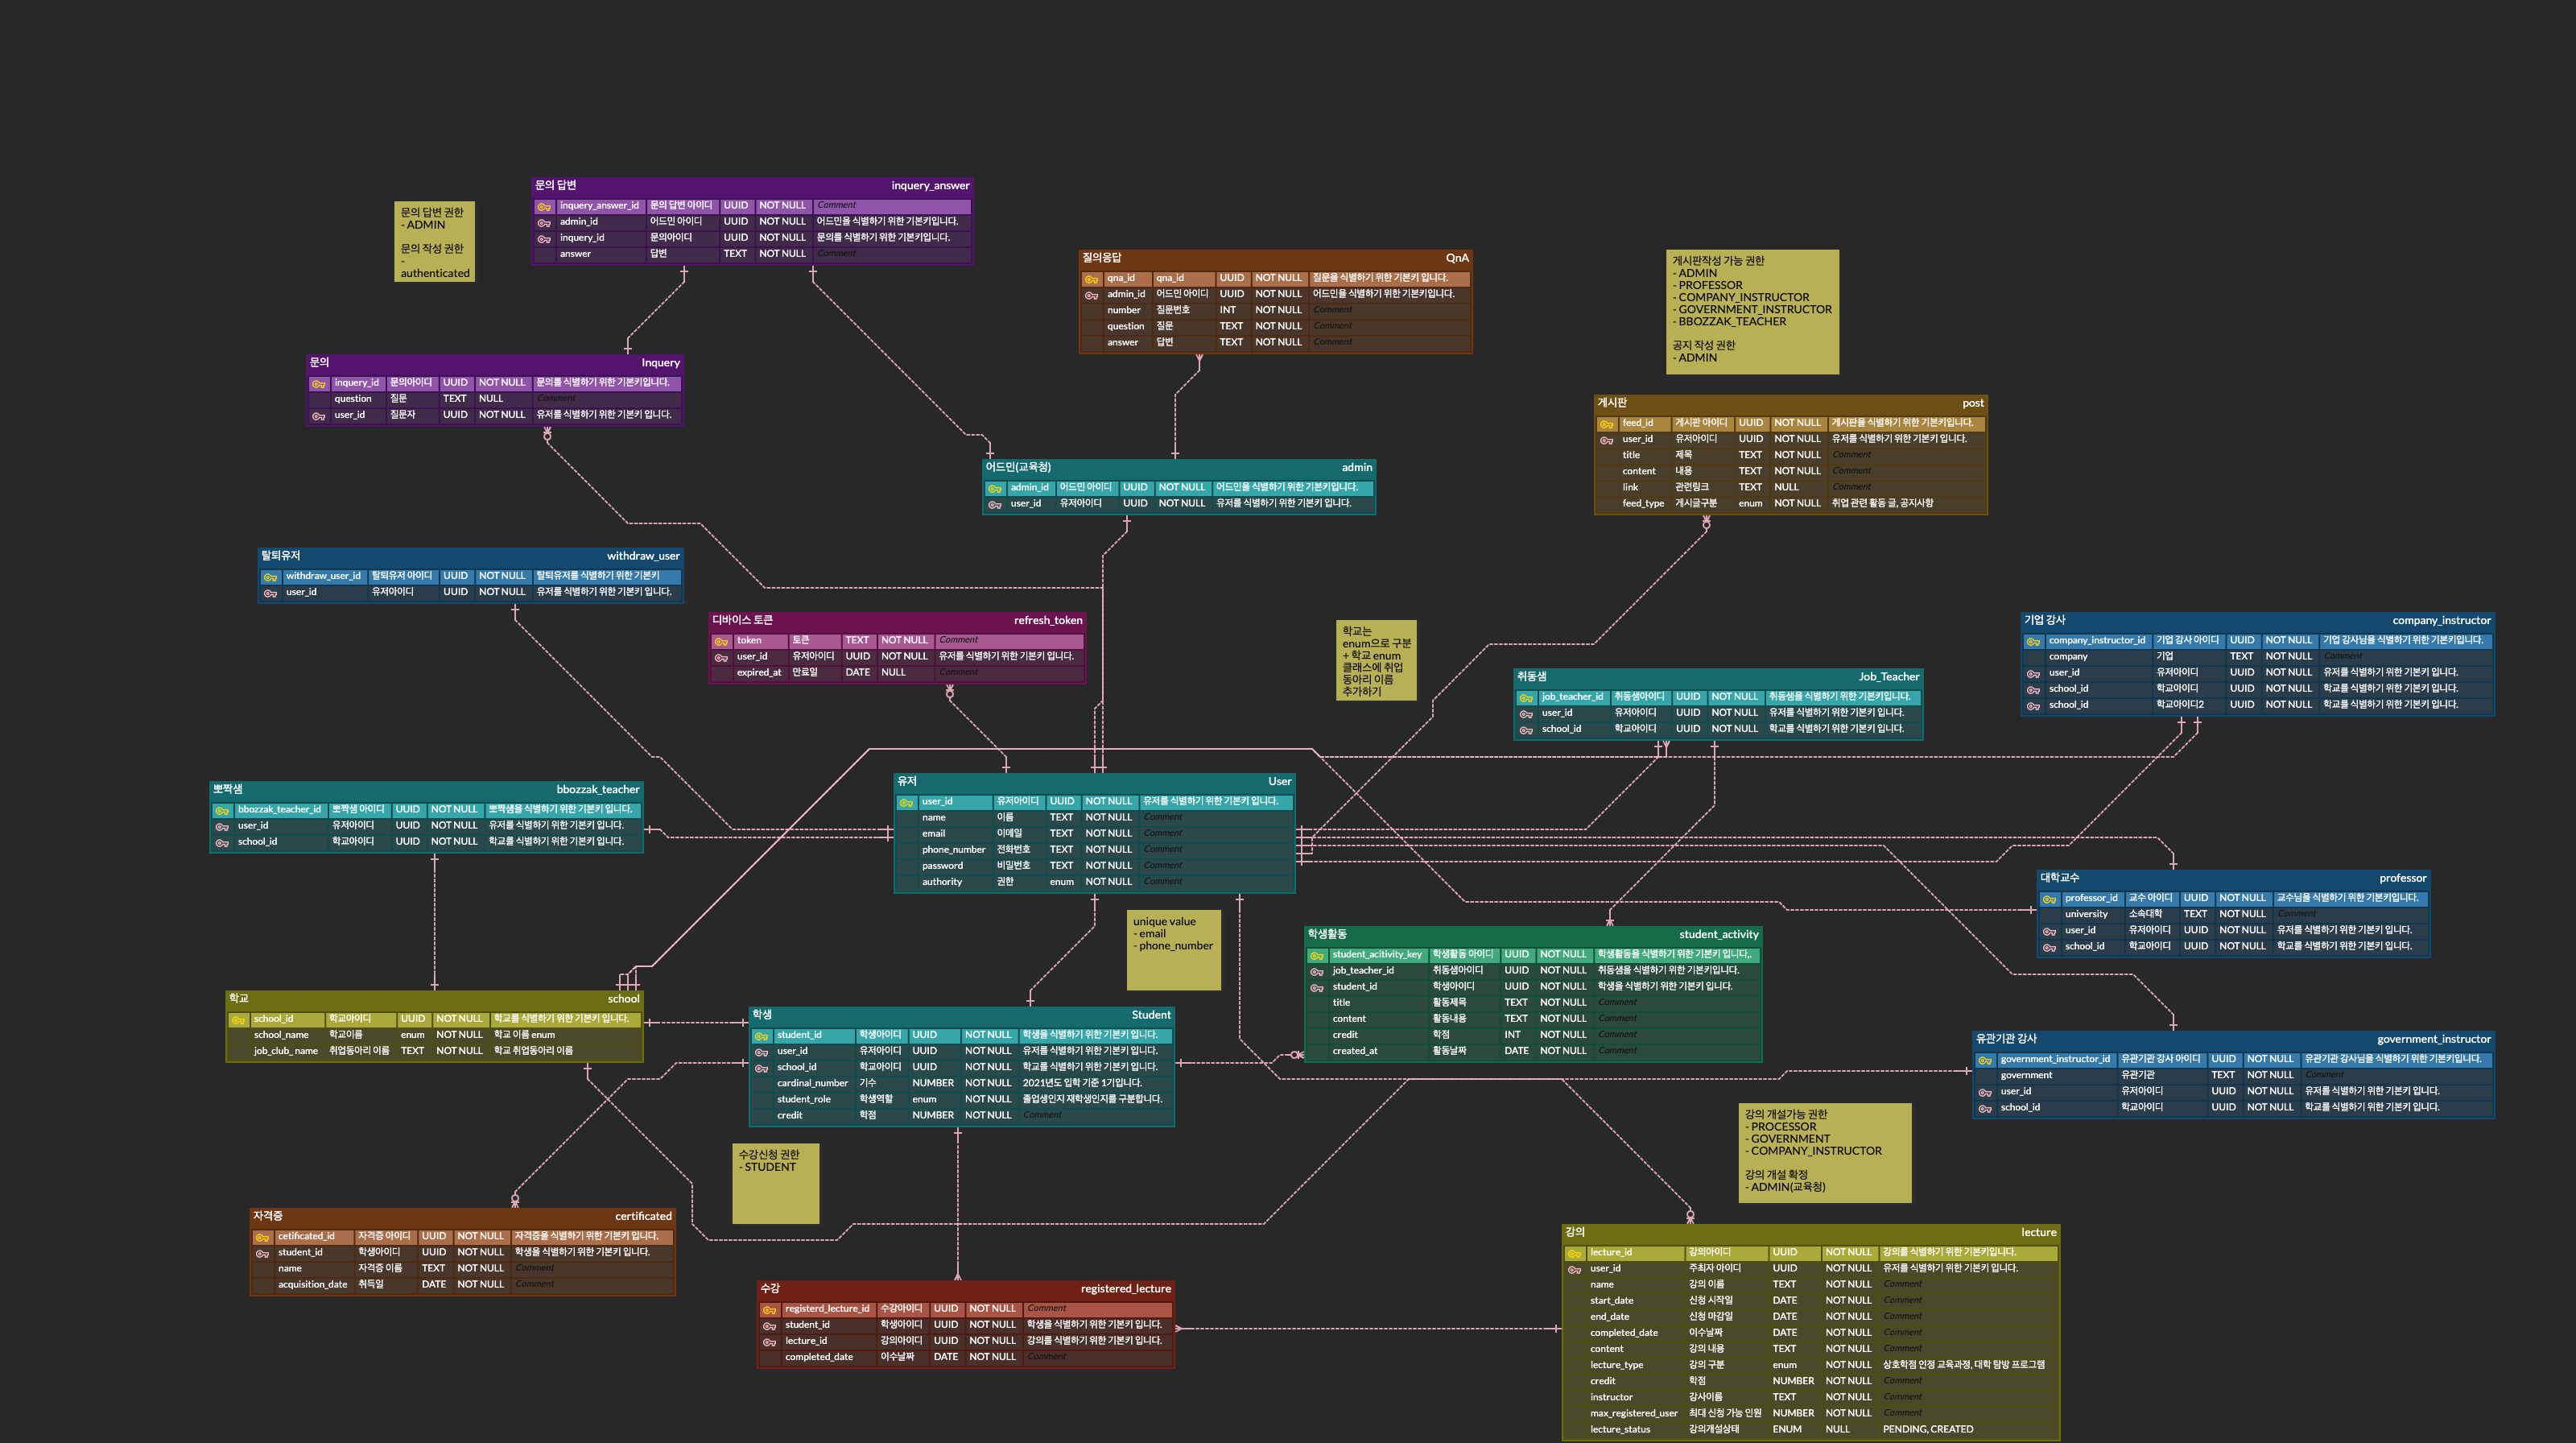 문의 답변 inquery_answer
inquery_answer_id 문의 답변 아이디 UUID NOT NULL Comment
admin_id 어드민 아이디 UUID NOT NULL 어드민을 식별하기 위한 기본키입니다.
inquery_id 문의아이디 UUID NOT NULL 문의를 식별하기 위한 기본키입니다.
answer 답변 TEXT NOT NULL Comment
문의 답변 권한
- ADMIN
문의 작성 권한
-
authenticated
질의응답 QnA
qna_id qna_id UUID NOT NULL 질문을 식별하기 위한 기본키 입니다.
admin_id 어드민 아이디 UUID NOT NULL 어드민을 식별하기 위한 기본키입니다.
number 질문번호 INT NOT NULL Comment
question 질문 TEXT NOT NULL Comment
answer 답변 TEXT NOT NULL Comment
게시판작성 가능 권한
- ADMIN
- PROFESSOR
- COMPANY_INSTRUCTOR
- GOVERNMENT_INSTRUCTOR
- BBOZZAK_TEACHER
공지 작성 권한
- ADMIN
문의 Inquery
inquery_id 문의아이디 UUID NOT NULL 문의를 식별하기 위한 기본키입니다.
question 질문 TEXT NULL Comment
user_id 질문자 UUID NOT NULL 유저를 식별하기 위한 기본키 입니다.
게시판 post
feed_id 게시판 아이디 UUID NOT NULL 게시판을 식별하기 위한 기본키입니다.
user_id 유저아이디 UUID NOT NULL 유저를 식별하기 위한 기본키 입니다.
title 제목 TEXT NOT NULL Comment
content 내용 TEXT NOT NULL Comment
link 관련링크 TEXT NULL Comment
feed_type 게시글구분 enum NOT NULL 취업 관련 활동 글, 공지사항
어드민(교육청) admin
admin_id 어드민 아이디 UUID NOT NULL 어드민을 식별하기 위한 기본키입니다.
user_id 유저아이디 UUID NOT NULL 유저를 식별하기 위한 기본키 입니다.
탈퇴유저 withdraw_user
withdraw_user_id 탈퇴유저 아이디 UUID NOT NULL 탈퇴유저를 식별하기 위한 기본키
user_id 유저아이디 UUID NOT NULL 유저를 식별하기 위한 기본키 입니다.
디바이스 토큰 refresh_token
token 토큰 TEXT NOT NULL Comment
user_id 유저아이디 UUID NOT NULL 유저를 식별하기 위한 기본키 입니다.
expired_at 만료일 DATE NULL Comment
학교는
enum으로 구분
+ 학교 enum
클래스에 취업
동아리 이름
추가하기
기업 강사 company_instructor
company_instructor_id 기업 강사 아이디 UUID NOT NULL 기업 강사님을 식별하기 위한 기본키입니다.
company 기업 TEXT NOT NULL Comment
user_id 유저아이디 UUID NOT NULL 유저를 식별하기 위한 기본키 입니다.
school_id 학교아이디 UUID NOT NULL 학교를 식별하기 위한 기본키 입니다.
school_id 학교아이디2 UUID NOT NULL 학교를 식별하기 위한 기본키 입니다.
취동샘 Job_Teacher
job_teacher_id 취동샘아이디 UUID NOT NULL 취동샘을 식별하기 위한 기본키입니다.
user_id 유저아이디 UUID NOT NULL 유저를 식별하기 위한 기본키 입니다.
school_id 학교아이디 UUID NOT NULL 학교를 식별하기 위한 기본키 입니다.
뽀짝샘 bbozzak_teacher
bbozzak_teacher_id 뽀짝샘 아이디 UUID NOT NULL 뽀짝샘을 식별하기 위한 기본키 입니다.
user_id 유저아이디 UUID NOT NULL 유저를 식별하기 위한 기본키 입니다.
school_id 학교아이디 UUID NOT NULL 학교를 식별하기 위한 기본키 입니다.
유저 User
user_id 유저아이디 UUID NOT NULL 유저를 식별하기 위한 기본키 입니다.
name 이름 TEXT NOT NULL Comment
email 이메일 TEXT NOT NULL Comment
phone_number 전화번호 TEXT NOT NULL Comment
password 비밀번호 TEXT NOT NULL Comment
authority 권한 enum NOT NULL Comment
대학교수 professor
professor_id 교수 아이디 UUID NOT NULL 교수님을 식별하기 위한 기본키입니다.
university 소속대학 TEXT NOT NULL Comment
user_id 유저아이디 UUID NOT NULL 유저를 식별하기 위한 기본키 입니다.
school_id 학교아이디 UUID NOT NULL 학교를 식별하기 위한 기본키 입니다.
unique value
- email
- phone_number
학생활동 student_activity
student_acitivity_key 학생활동 아이디 UUID NOT NULL 학생활동을 식별하기 위한 기본키 입니다,.
job_teacher_id 취동샘아이디 UUID NOT NULL 취동샘을 식별하기 위한 기본키입니다.
student_id 학생아이디 UUID NOT NULL 학생을 식별하기 위한 기본키 입니다.
title 활동제목 TEXT NOT NULL Comment
content 활동내용 TEXT NOT NULL Comment
credit 학점 INT NOT NULL Comment
created_at 활동날짜 DATE NOT NULL Comment
학교 school
school_id 학교아이디 UUID NOT NULL 학교를 식별하기 위한 기본키 입니다.
school_name 학교이름 enum NOT NULL 학교 이름 enum
job_club_ name 취업동아리 이름 TEXT NOT NULL 학교 취업동아리 이름
학생 Student
student_id 학생아이디 UUID NOT NULL 학생을 식별하기 위한 기본키 입니다.
user_id 유저아이디 UUID NOT NULL 유저를 식별하기 위한 기본키 입니다.
school_id 학교아이디 UUID NOT NULL 학교를 식별하기 위한 기본키 입니다.
cardinal_number 기수 NUMBER NOT NULL 2021년도 입학 기준 1기입니다.
student_role 학생역할 enum NOT NULL 졸업생인지 재학생인지를 구분합니다.
credit 학점 NUMBER NOT NULL Comment
유관기관 강사 government_instructor
government_instructor_id 유관기관 강사 아이디 UUID NOT NULL 유관기관 강사님을 식별하기 위한 기본키입니다.
government 유관기관 TEXT NOT NULL Comment
user_id 유저아이디 UUID NOT NULL 유저를 식별하기 위한 기본키 입니다.
school_id 학교아이디 UUID NOT NULL 학교를 식별하기 위한 기본키 입니다.
강의 개설가능 권한
- PROCESSOR
- GOVERNMENT
- COMPANY_INSTRUCTOR
강의 개설 확정
- ADMIN(교육청)
수강신청 권한
- STUDENT
자격증 certificated
cetificated_id 자격증 아이디 UUID NOT NULL 자격증을 식별하기 위한 기본키 입니다.
student_id 학생아이디 UUID NOT NULL 학생을 식별하기 위한 기본키 입니다.
name 자격증 이름 TEXT NOT NULL Comment
acquisition_date 취득일 DATE NOT NULL Comment
수강 registered_lecture
registerd_lecture_id 수강아이디 UUID NOT NULL Comment
student_id 학생아이디 UUID NOT NULL 학생을 식별하기 위한 기본키 입니다.
lecture_id 강의아이디 UUID NOT NULL 강의를 식별하기 위한 기본키 입니다.
completed_date 이수날짜 DATE NOT NULL Comment
강의 lecture
lecture_id 강의아이디 UUID NOT NULL 강의를 식별하기 위한 기본키입니다.
user_id 주최자 아이디 UUID NOT NULL 유저를 식별하기 위한 기본키 입니다.
name 강의 이름 TEXT NOT NULL Comment
start_date 신청 시작일 DATE NOT NULL Comment
end_date 신청 마감일 DATE NOT NULL Comment
completed_date 이수날짜 DATE NOT NULL Comment
content 강의 내용 TEXT NOT NULL Comment
lecture_type 강의 구분 enum NOT NULL 상호학점 인정 교육과정, 대학 탐방 프로그램
credit 학점 NUMBER NOT NULL Comment
instructor 강사이름 TEXT NOT NULL Comment
max_registered_user 최대 신청 가능 인원 NUMBER NOT NULL Comment
lecture_status 강의개설상태 ENUM NULL PENDING, CREATED